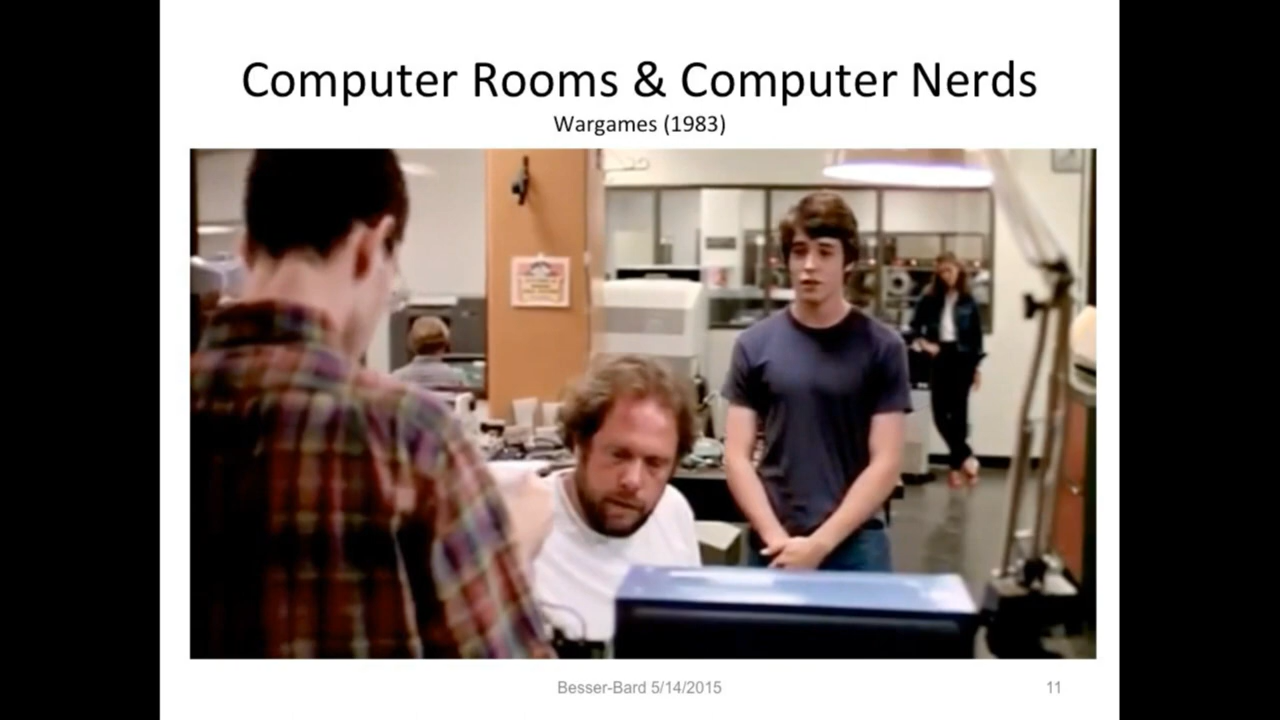 Computer Rooms & Computer Nerds
Wargames (1983)
Besser-Bard 5/14/2015
11